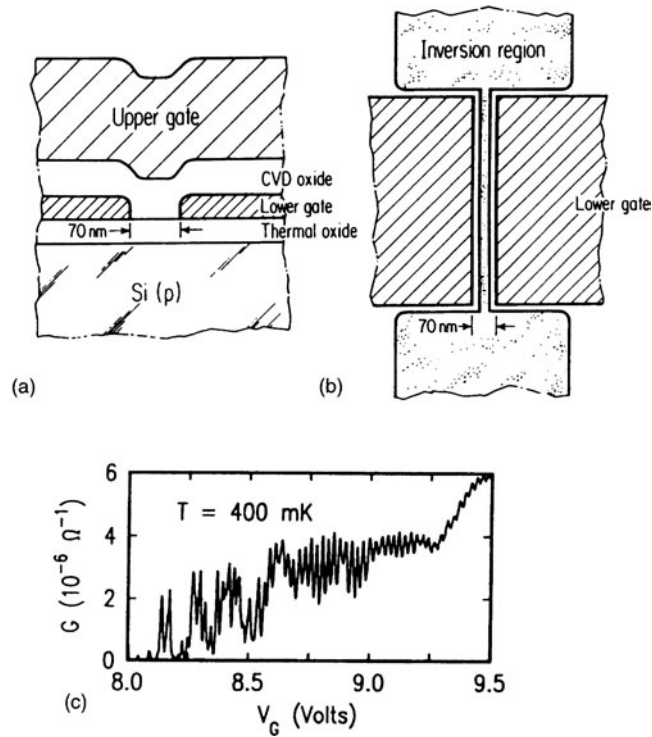 Upper gate
CVD oxide
Lower gate
70 nm
Thermal oxide
Si (p)
(a)
Inversion region
Lower gate
70 nm
(b)
6
4
2
0
G (10⁻⁶ Ω⁻¹)
T = 400 mK
8.0 8.5 9.0 9.5
V_G (Volts)
(c)